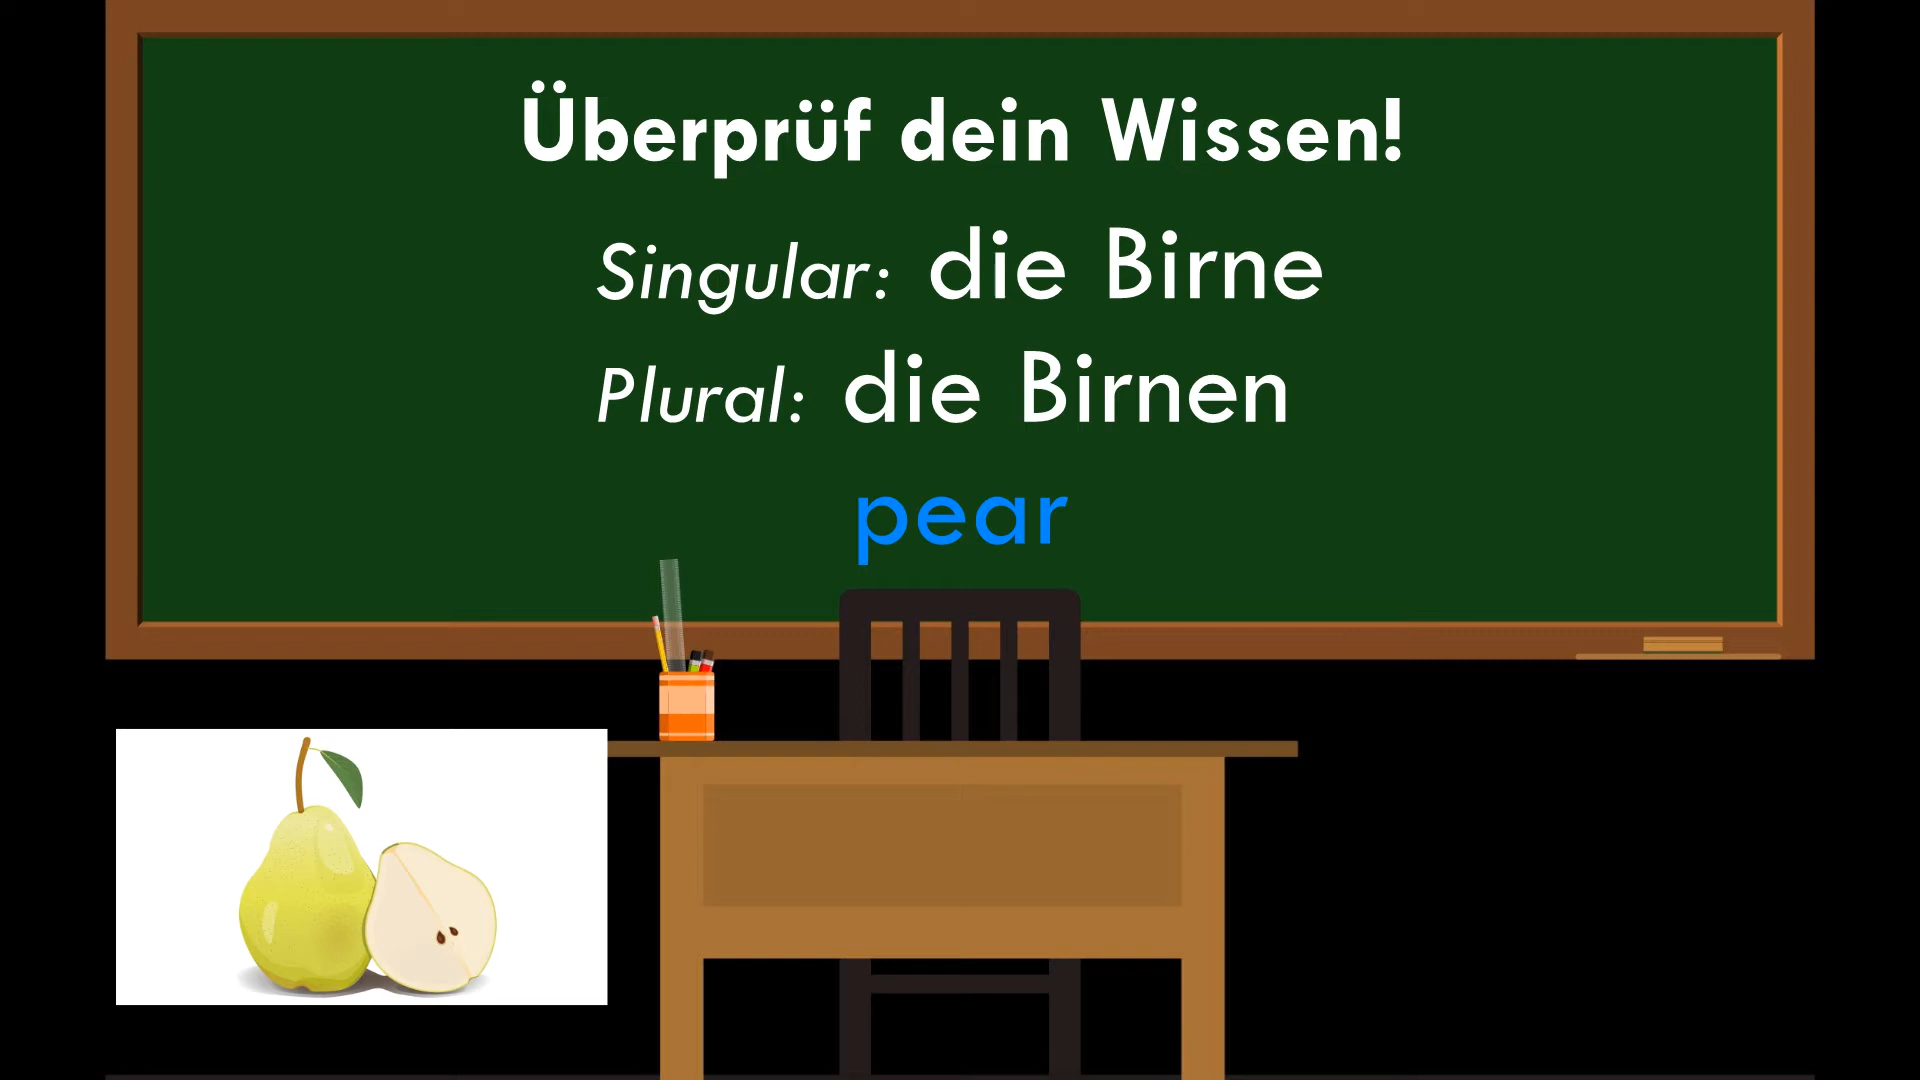 Überprüf dein Wissen!
Singular: die Birne
Plural: die Birnen
pear